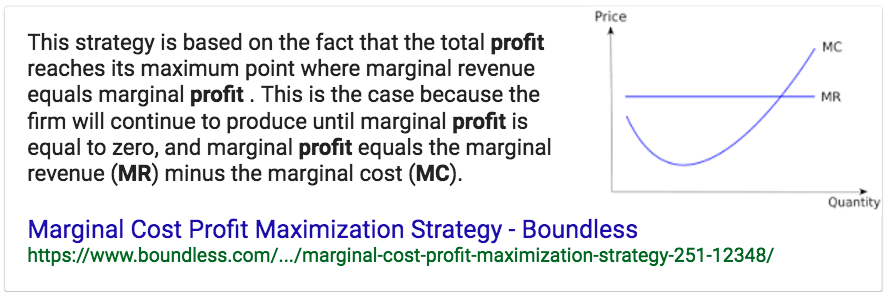 This strategy is based on the fact that the total profit
reaches its maximum point where marginal revenue
equals marginal profit . This is the case because the
firm will continue to produce until marginal profit is
equal to zero, and marginal profit equals the marginal
revenue (MR) minus the marginal cost (MC).
Marginal Cost Profit Maximization Strategy - Boundless
https://www.boundless.com/.../marginal-cost-profit-maximization-strategy-251-12348/
Price
MC
MR
Quantity